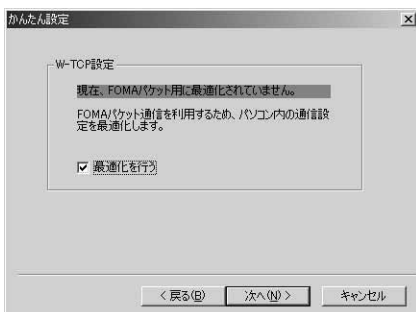 かんたん設定
W-TCP設定
現在、FOMAパケット用に最適化されていません。
FOMAパケット通信を利用するため、パソコン内の通信設
定を最適化します。
最適化を行う
< 戻る(B)
次へ(N) >
キャンセル